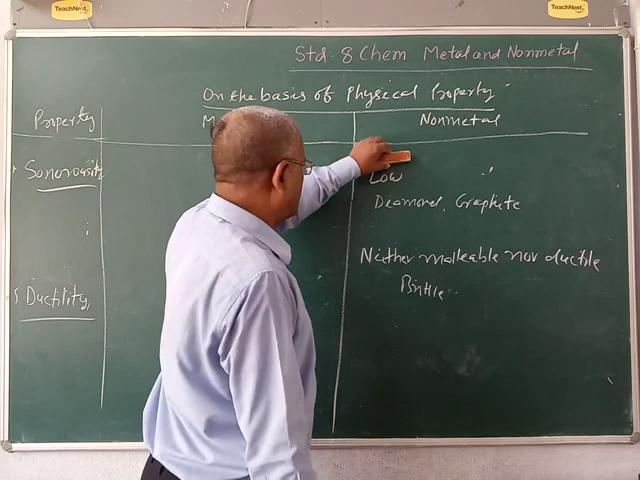 TeachNext
TeachNext
Std. 8 Chem Metal and Nonmetal
On the basis of Physical Property
Property Nonmetal
Sonorousity
Low
Diamond, Graphite
Neither malleable nor ductile
Ductility,
Brittle